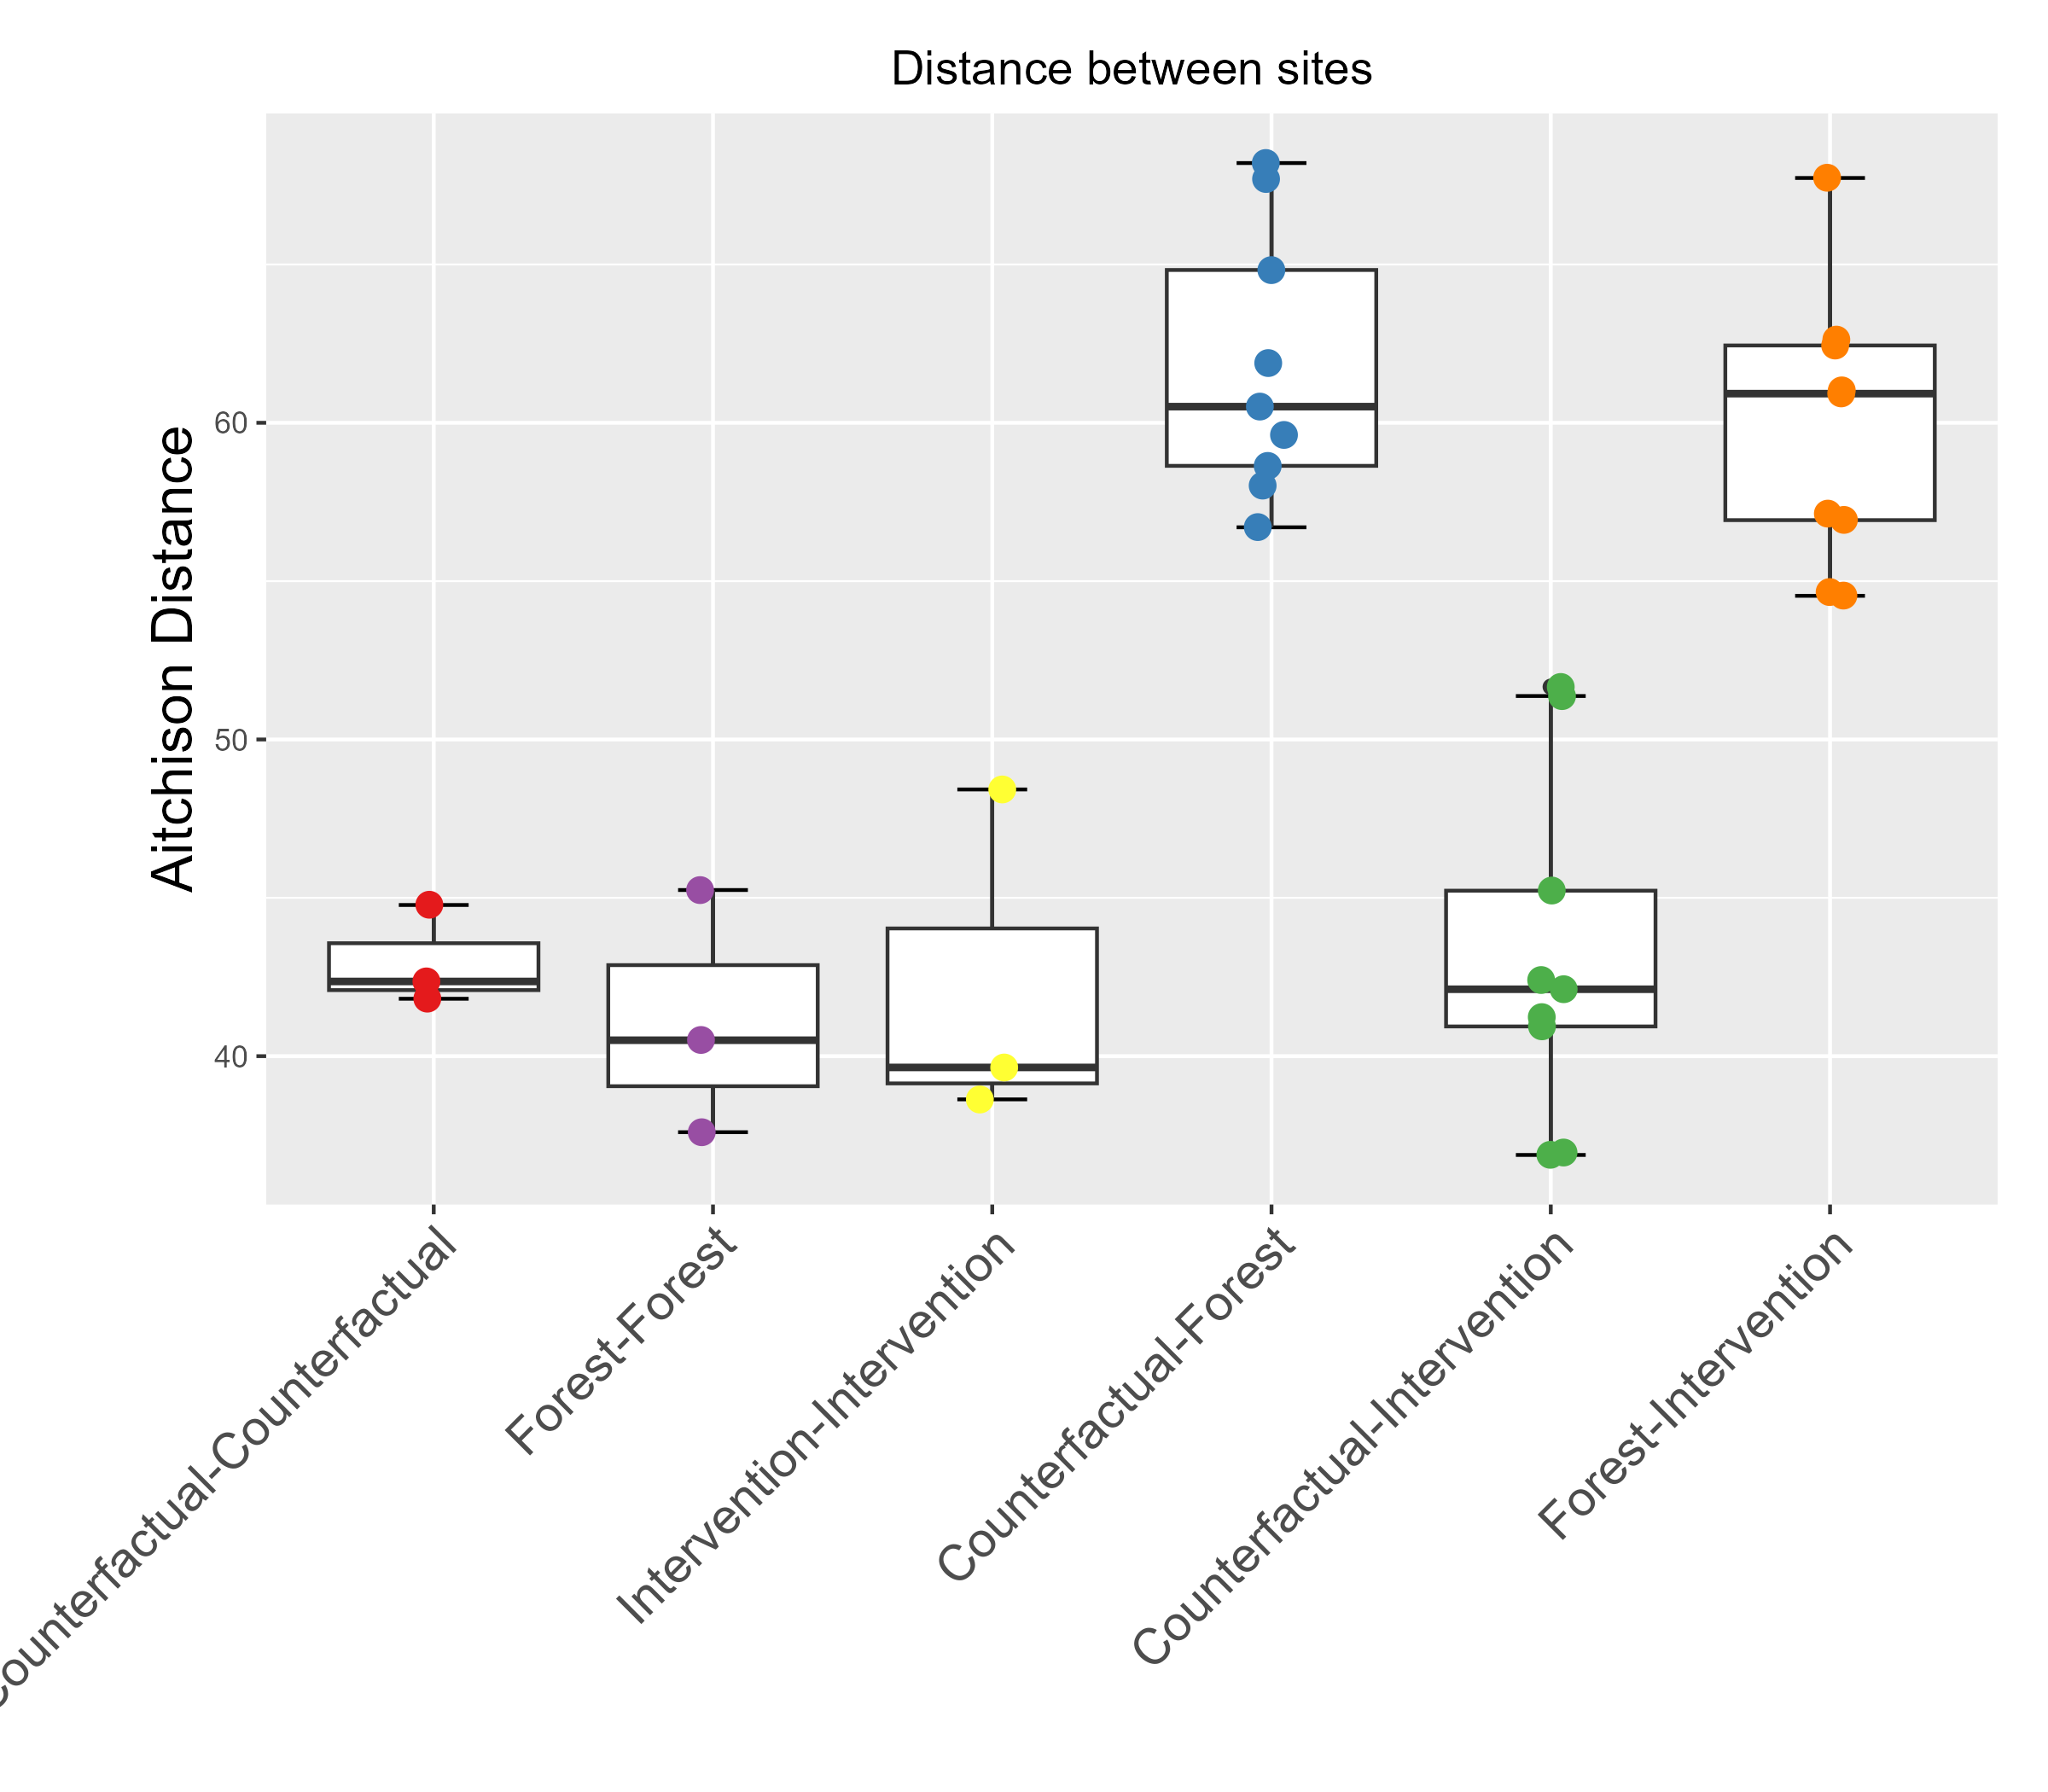 Distance between sites
Aitchison Distance
60
50
40
ounterfactual-Counterfactual
Forest-Forest
Intervention-Intervention
Counterfactual-Forest
Counterfactual-Intervention
Forest-Intervention